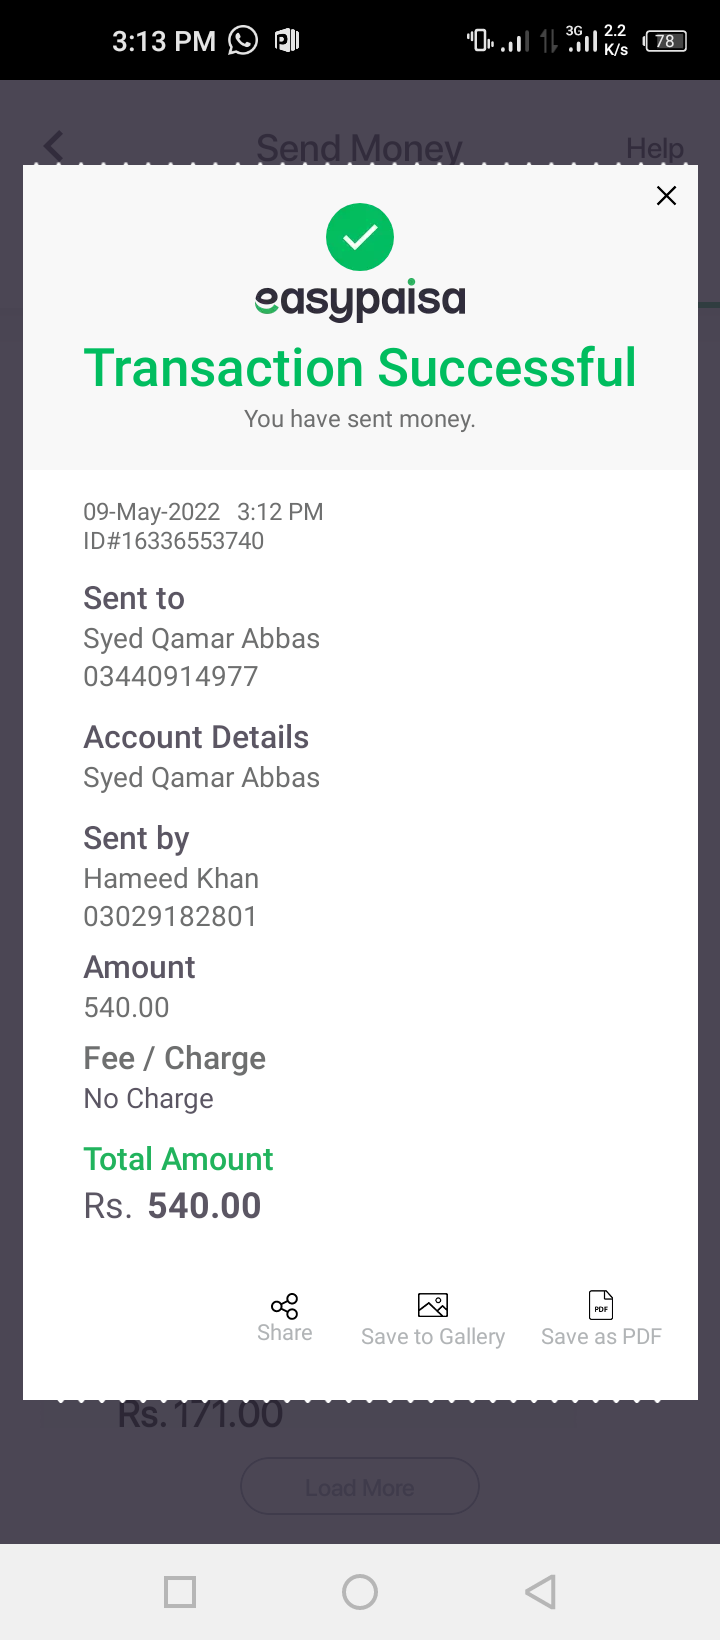 3:13 PM
3G
2.2
K/s
78
Send Money
Help
easypaisa
Transaction Successful
You have sent money.
09-May-2022 3:12 PM
ID#16336553740
Sent to
Syed Qamar Abbas
03440914977
Account Details
Syed Qamar Abbas
Sent by
Hameed Khan
03029182801
Amount
540.00
Fee / Charge
No Charge
Total Amount
Rs. 540.00
PDF
Share
Save to Gallery
Save as PDF
Rs. 171.00
Load More